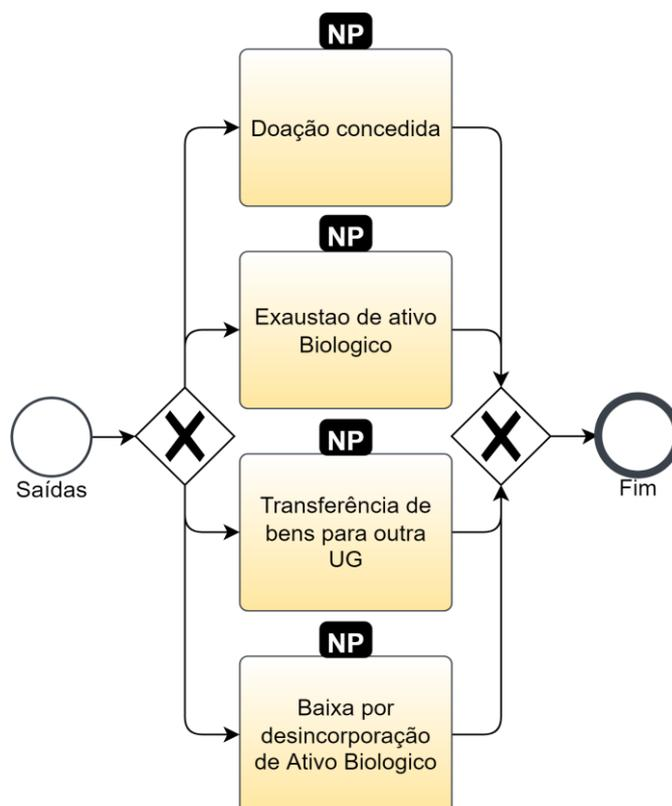 NP
Doação concedida
NP
Exaustao de ativo
Biologico
Saídas
NP
Transferência de
bens para outra
UG
Fim
NP
Baixa por
desincorporação
de Ativo Biologico